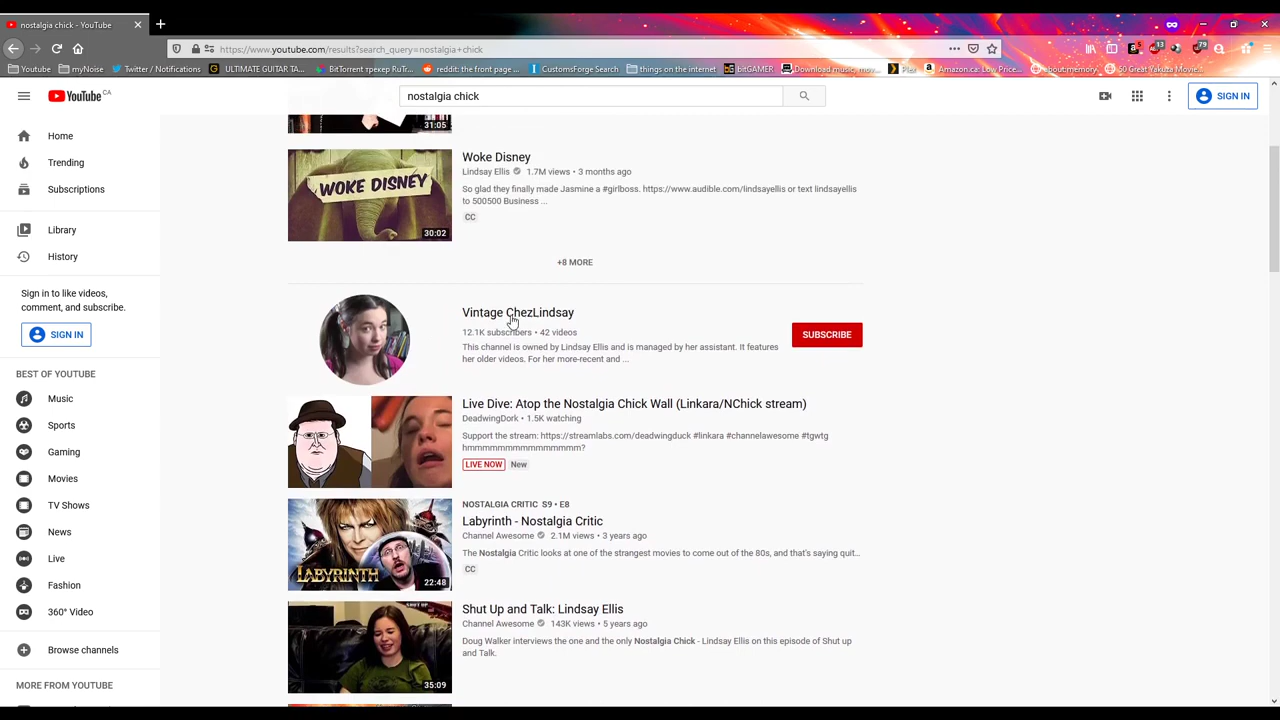 nostalgia chick - YouTube
https://www.youtube.com/results?search_query=nostalgia+chick
Youtube
myNoise
Twitter / Notifications
ULTIMATE GUITAR TA...
BitTorrent трекер RuT...
reddit: the front page ...
CustomsForge Search
things on the internet
bitGAMER
Download music, mov...
Plex
Amazon.ca: Low Price...
about:memory
50 Great Yakuza Movie...
YouTube CA
nostalgia chick
SIGN IN
Home
Trending
Subscriptions
Library
History
Sign in to like videos,
comment, and subscribe.
SIGN IN
BEST OF YOUTUBE
Music
Sports
Gaming
Movies
TV Shows
News
Live
Fashion
360° Video
Browse channels
MORE FROM YOUTUBE
31:05
WOKE DISNEY
30:02
Woke Disney
Lindsay Ellis 1.7M views • 3 months ago
So glad they finally made Jasmine a #girlboss. https://www.audible.com/lindsayellis or text lindsayellis
to 500500 Business ...
CC
+8 MORE
Vintage ChezLindsay
12.1K subscribers • 42 videos
This channel is owned by Lindsay Ellis and is managed by her assistant. It features
her older videos. For her more-recent and ...
SUBSCRIBE
Live Dive: Atop the Nostalgia Chick Wall (Linkara/NChick stream)
DeadwingDork • 1.5K watching
Support the stream: https://streamlabs.com/deadwingduck #linkara #channelawesome #tgwtg
hmmmmmmmmmmmmmm?
LIVE NOW New
LABYRINTH
22:48
NOSTALGIA CRITIC S9 • E8
Labyrinth - Nostalgia Critic
Channel Awesome 2.1M views • 3 years ago
The Nostalgia Critic looks at one of the strangest movies to come out of the 80s, and that's saying quit...
CC
SHUT UP
35:09
Shut Up and Talk: Lindsay Ellis
Channel Awesome 143K views • 5 years ago
Doug Walker interviews the one and the only Nostalgia Chick - Lindsay Ellis on this episode of Shut up
and Talk.